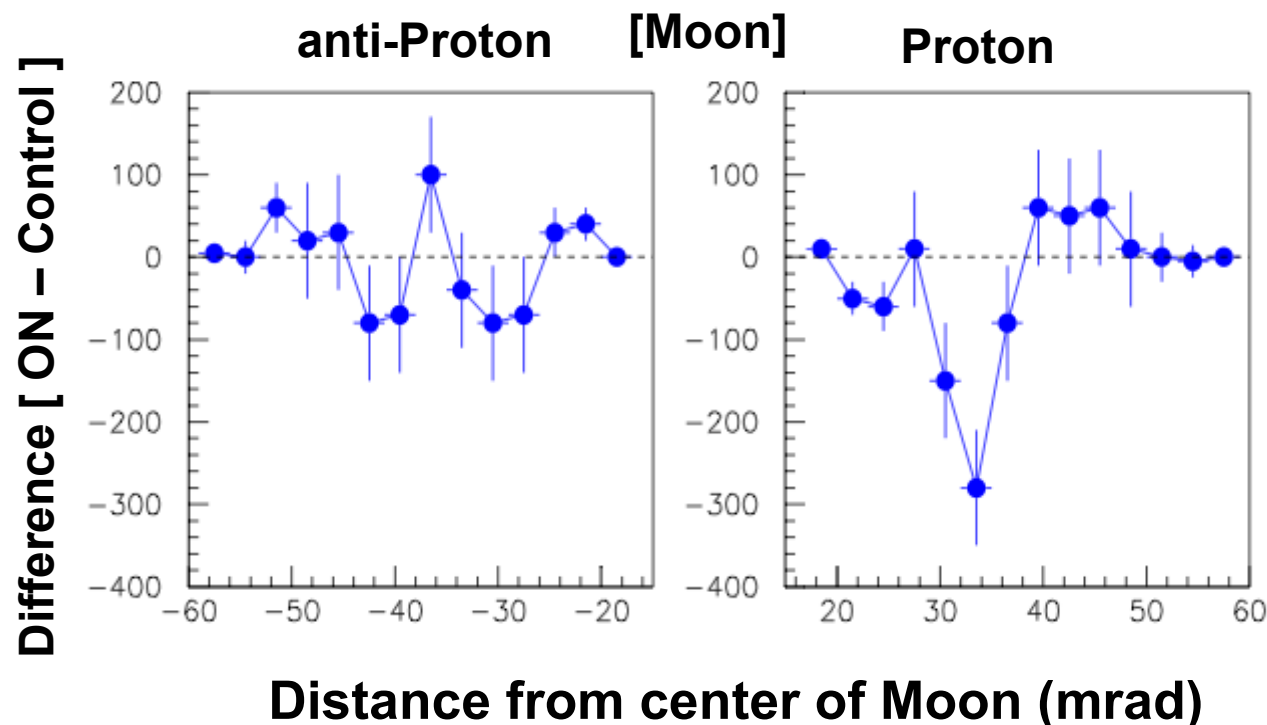 anti-Proton [Moon] Proton
Difference [ ON – Control ]
200
100
0
−100
−200
−300
−400
−60 −50 −40 −30 −20
200
100
0
−100
−200
−300
−400
20 30 40 50 60
Distance from center of Moon (mrad)